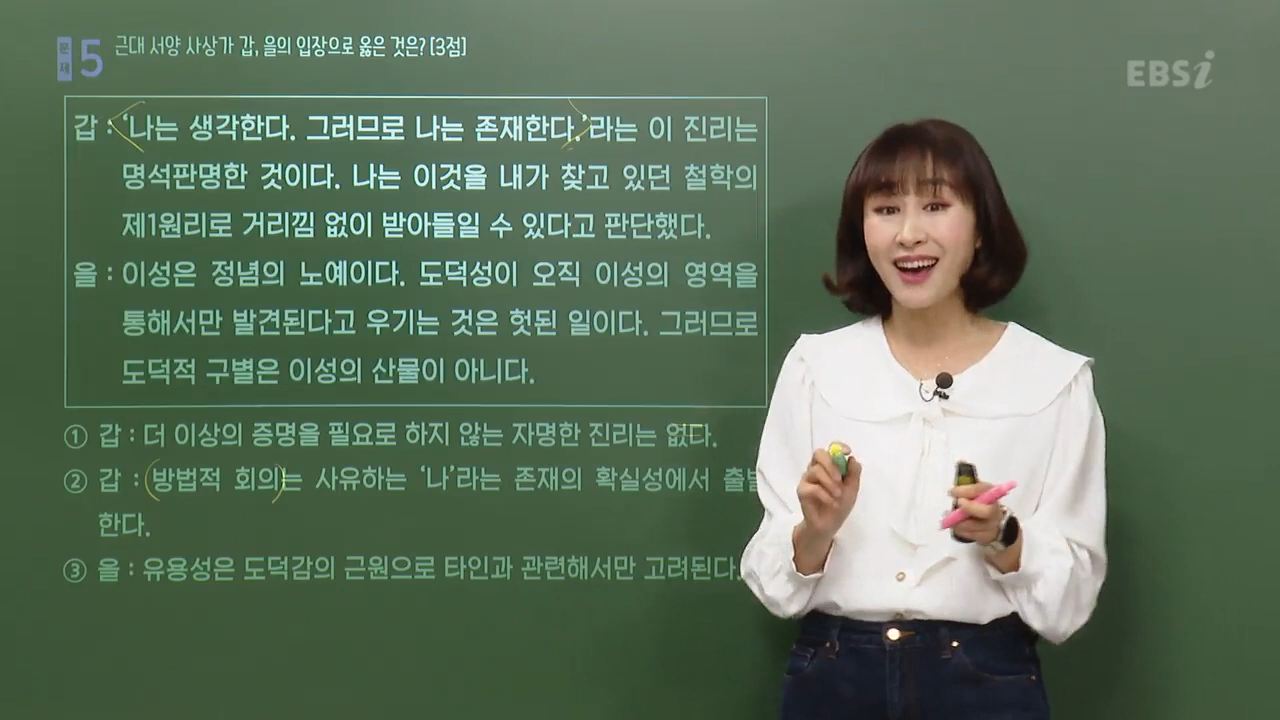 문제 5 근대 서양 사상가 갑, 을의 입장으로 옳은 것은? [3점]
EBSi
갑 : ‘나는 생각한다. 그러므로 나는 존재한다.’라는 이 진리는
명석판명한 것이다. 나는 이것을 내가 찾고 있던 철학의
제1원리로 거리낌 없이 받아들일 수 있다고 판단했다.
을 : 이성은 정념의 노예이다. 도덕성이 오직 이성의 영역을
통해서만 발견된다고 우기는 것은 헛된 일이다. 그러므로
도덕적 구별은 이성의 산물이 아니다.
① 갑 : 더 이상의 증명을 필요로 하지 않는 자명한 진리는 없다.
② 갑 : 방법적 회의는 사유하는 ‘나’라는 존재의 확실성에서
한다.
③ 을 : 유용성은 도덕감의 근원으로 타인과 관련해서만 고려된다.